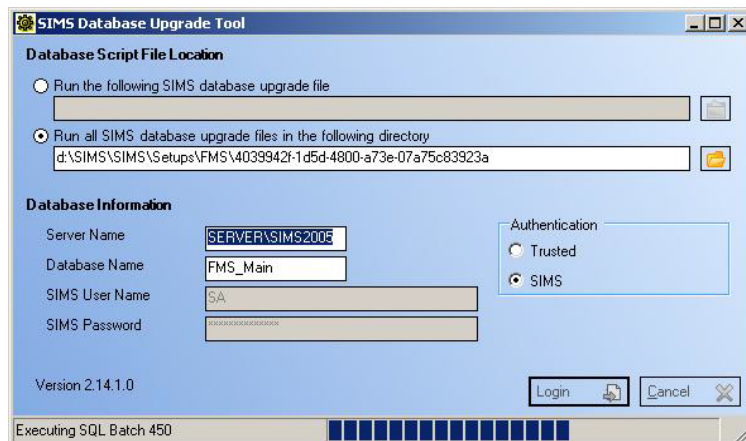 SIMS Database Upgrade Tool
Database Script File Location
Run the following SIMS database upgrade file
Run all SIMS database upgrade files in the following directory
d:\SIMS\SIMS\Setups\FMS\4039942f-1d5d-4800-a73e-07a75c83923a
Database Information
Server Name
SERVER\SIMS2005
Authentication
Trusted
Database Name
FMS_Main
SIMS
SIMS User Name
SA
SIMS Password
××××××××××××××
Version 2.14.1.0
Login
Cancel
Executing SQL Batch 450